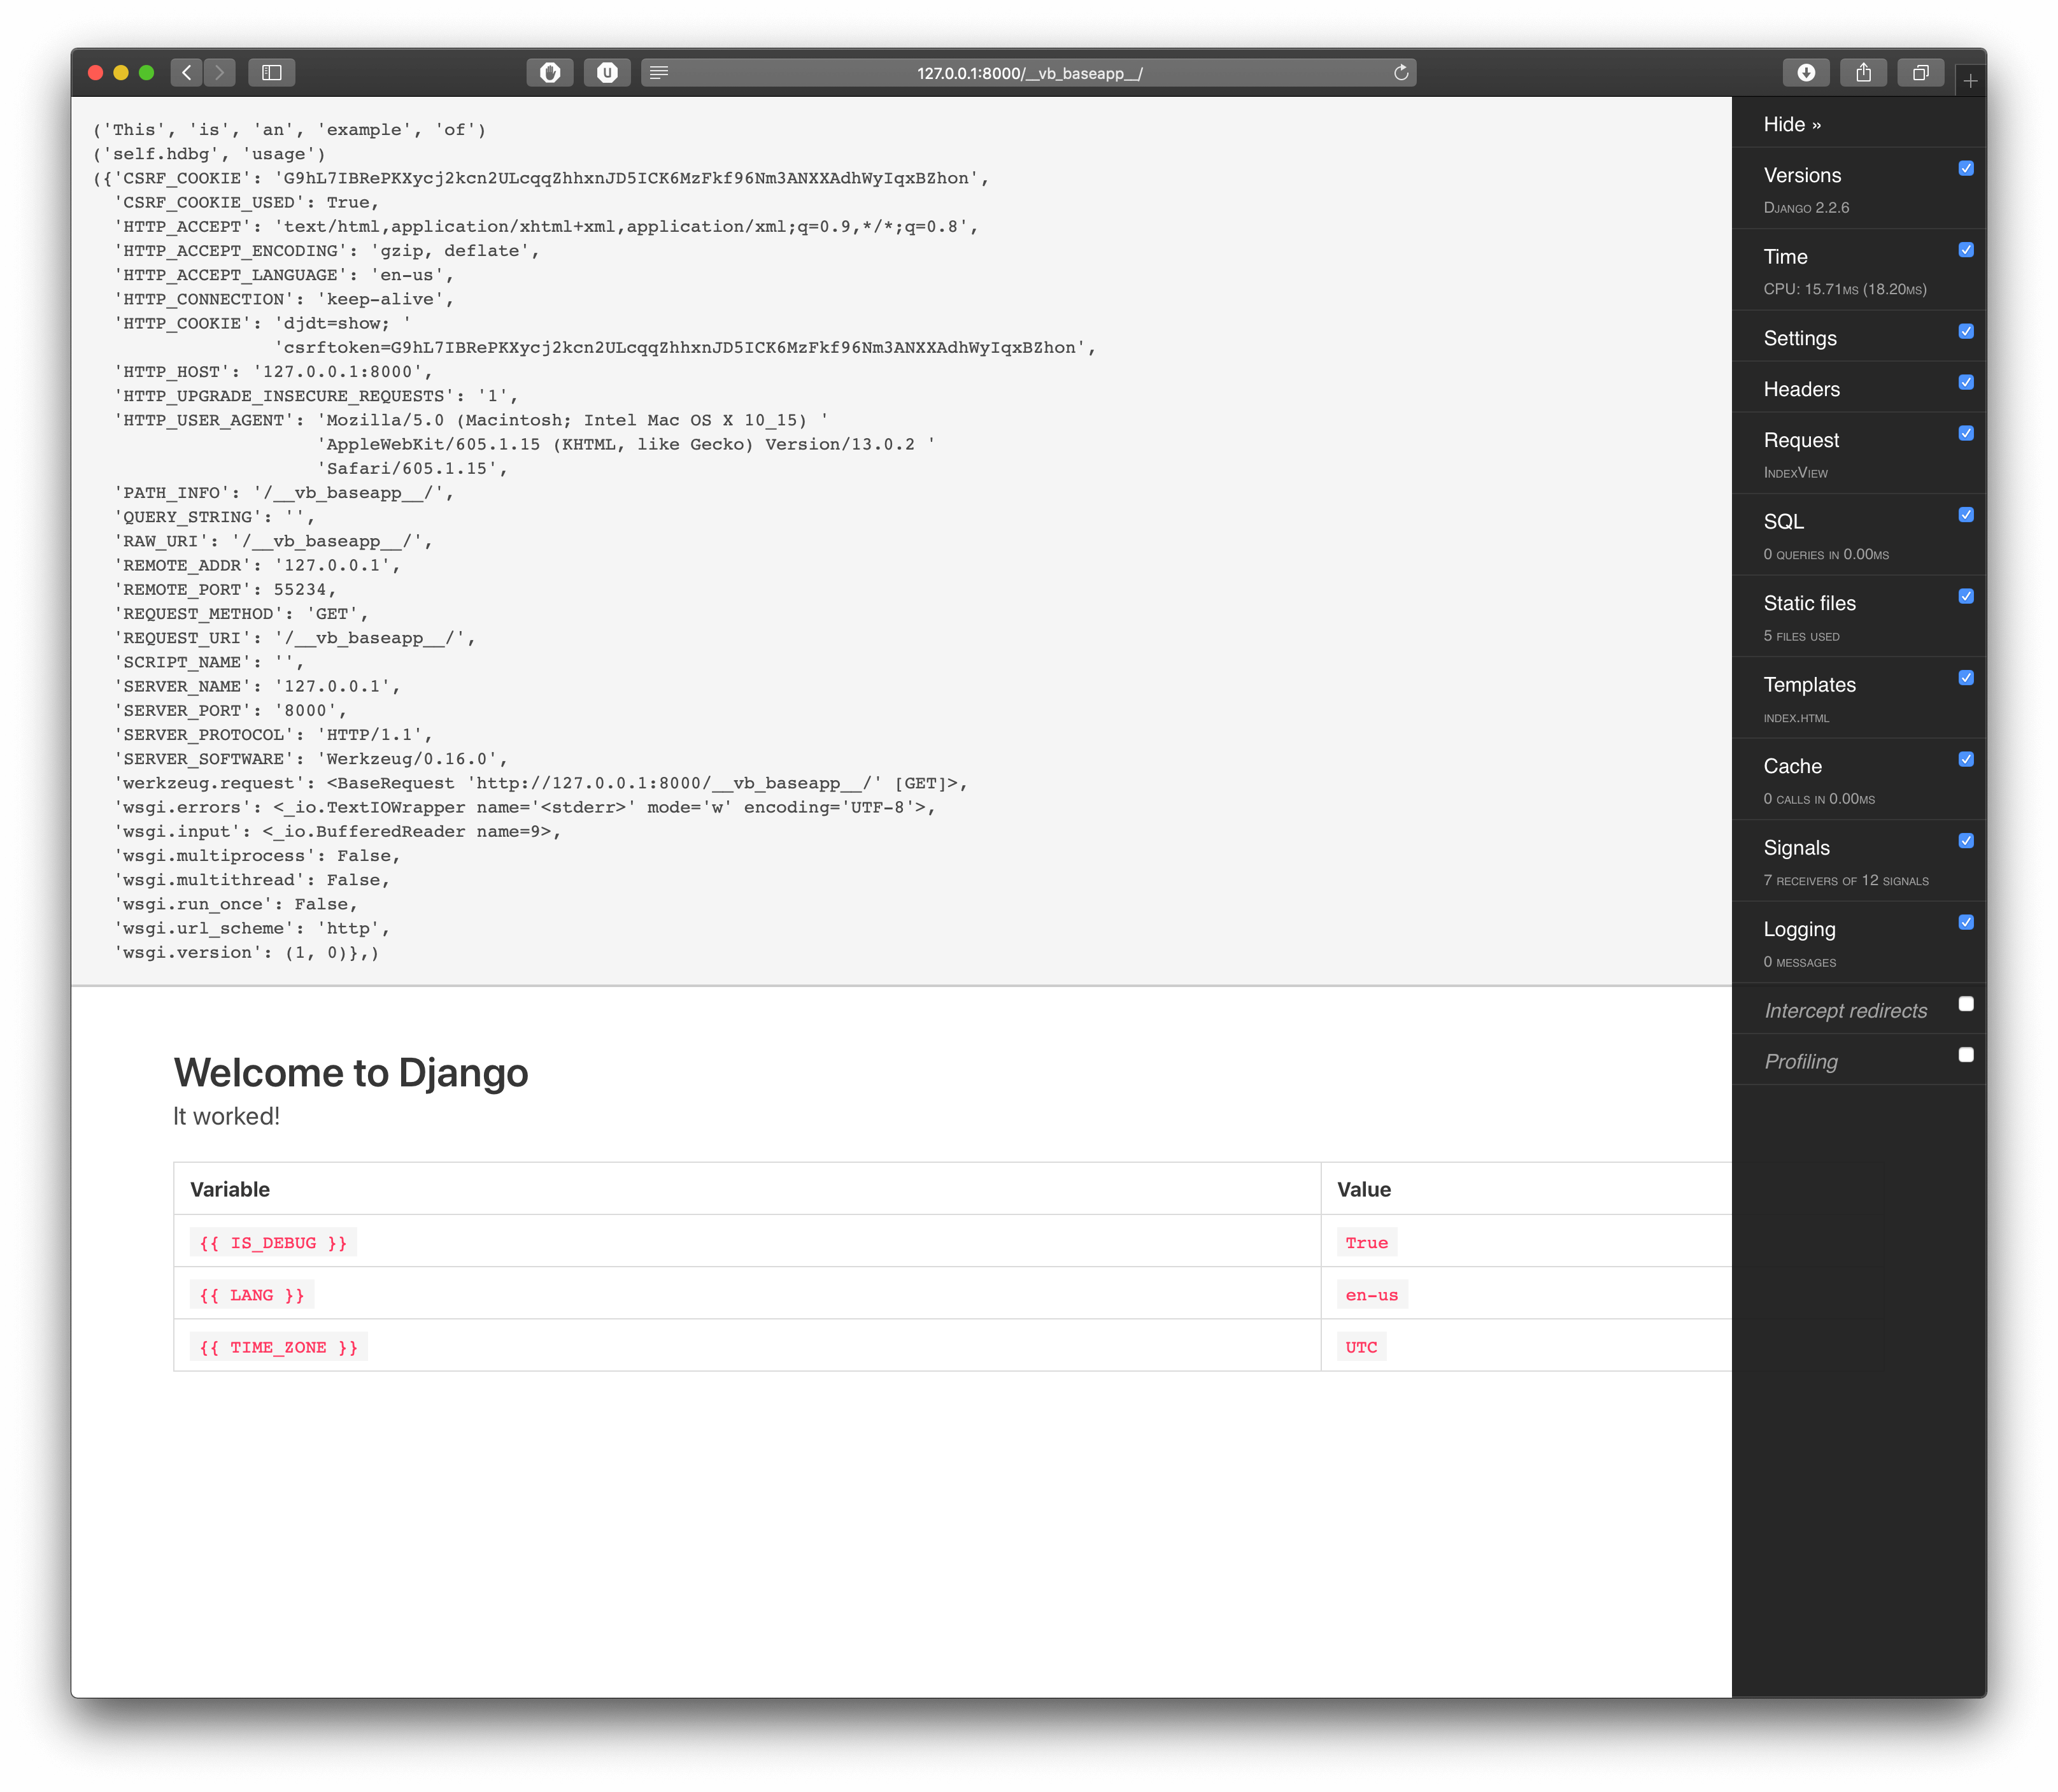 127.0.0.1:8000/__vb_baseapp__/
('This', 'is', 'an', 'example', 'of')
('self.hdbg', 'usage')
({'CSRF_COOKIE': 'G9hL7IBRePKXycj2kcn2ULcqqZhhxnJD5ICK6MzFkf96Nm3ANXXAdhWyIqxBZhon',
  'CSRF_COOKIE_USED': True,
  'HTTP_ACCEPT': 'text/html,application/xhtml+xml,application/xml;q=0.9,*/*;q=0.8',
  'HTTP_ACCEPT_ENCODING': 'gzip, deflate',
  'HTTP_ACCEPT_LANGUAGE': 'en-us',
  'HTTP_CONNECTION': 'keep-alive',
  'HTTP_COOKIE': 'djdt=show; '
                 'csrftoken=G9hL7IBRePKXycj2kcn2ULcqqZhhxnJD5ICK6MzFkf96Nm3ANXXAdhWyIqxBZhon',
  'HTTP_HOST': '127.0.0.1:8000',
  'HTTP_UPGRADE_INSECURE_REQUESTS': '1',
  'HTTP_USER_AGENT': 'Mozilla/5.0 (Macintosh; Intel Mac OS X 10_15) '
                     'AppleWebKit/605.1.15 (KHTML, like Gecko) Version/13.0.2 '
                     'Safari/605.1.15',
  'PATH_INFO': '/__vb_baseapp__/',
  'QUERY_STRING': '',
  'RAW_URI': '/__vb_baseapp__/',
  'REMOTE_ADDR': '127.0.0.1',
  'REMOTE_PORT': 55234,
  'REQUEST_METHOD': 'GET',
  'REQUEST_URI': '/__vb_baseapp__/',
  'SCRIPT_NAME': '',
  'SERVER_NAME': '127.0.0.1',
  'SERVER_PORT': '8000',
  'SERVER_PROTOCOL': 'HTTP/1.1',
  'SERVER_SOFTWARE': 'Werkzeug/0.16.0',
  'werkzeug.request': <BaseRequest 'http://127.0.0.1:8000/__vb_baseapp__/' [GET]>,
  'wsgi.errors': <_io.TextIOWrapper name='<stderr>' mode='w' encoding='UTF-8'>,
  'wsgi.input': <_io.BufferedReader name=9>,
  'wsgi.multiprocess': False,
  'wsgi.multithread': False,
  'wsgi.run_once': False,
  'wsgi.url_scheme': 'http',
  'wsgi.version': (1, 0)},)
Welcome to Django
It worked!
Variable Value
{{ IS_DEBUG }} True
{{ LANG }} en-us
{{ TIME_ZONE }} UTC
Hide »
Versions
Django 2.2.6
Time
CPU: 15.71ms (18.20ms)
Settings
Headers
Request
IndexView
SQL
0 queries in 0.00ms
Static files
5 files used
Templates
index.html
Cache
0 calls in 0.00ms
Signals
7 receivers of 12 signals
Logging
0 messages
Intercept redirects
Profiling